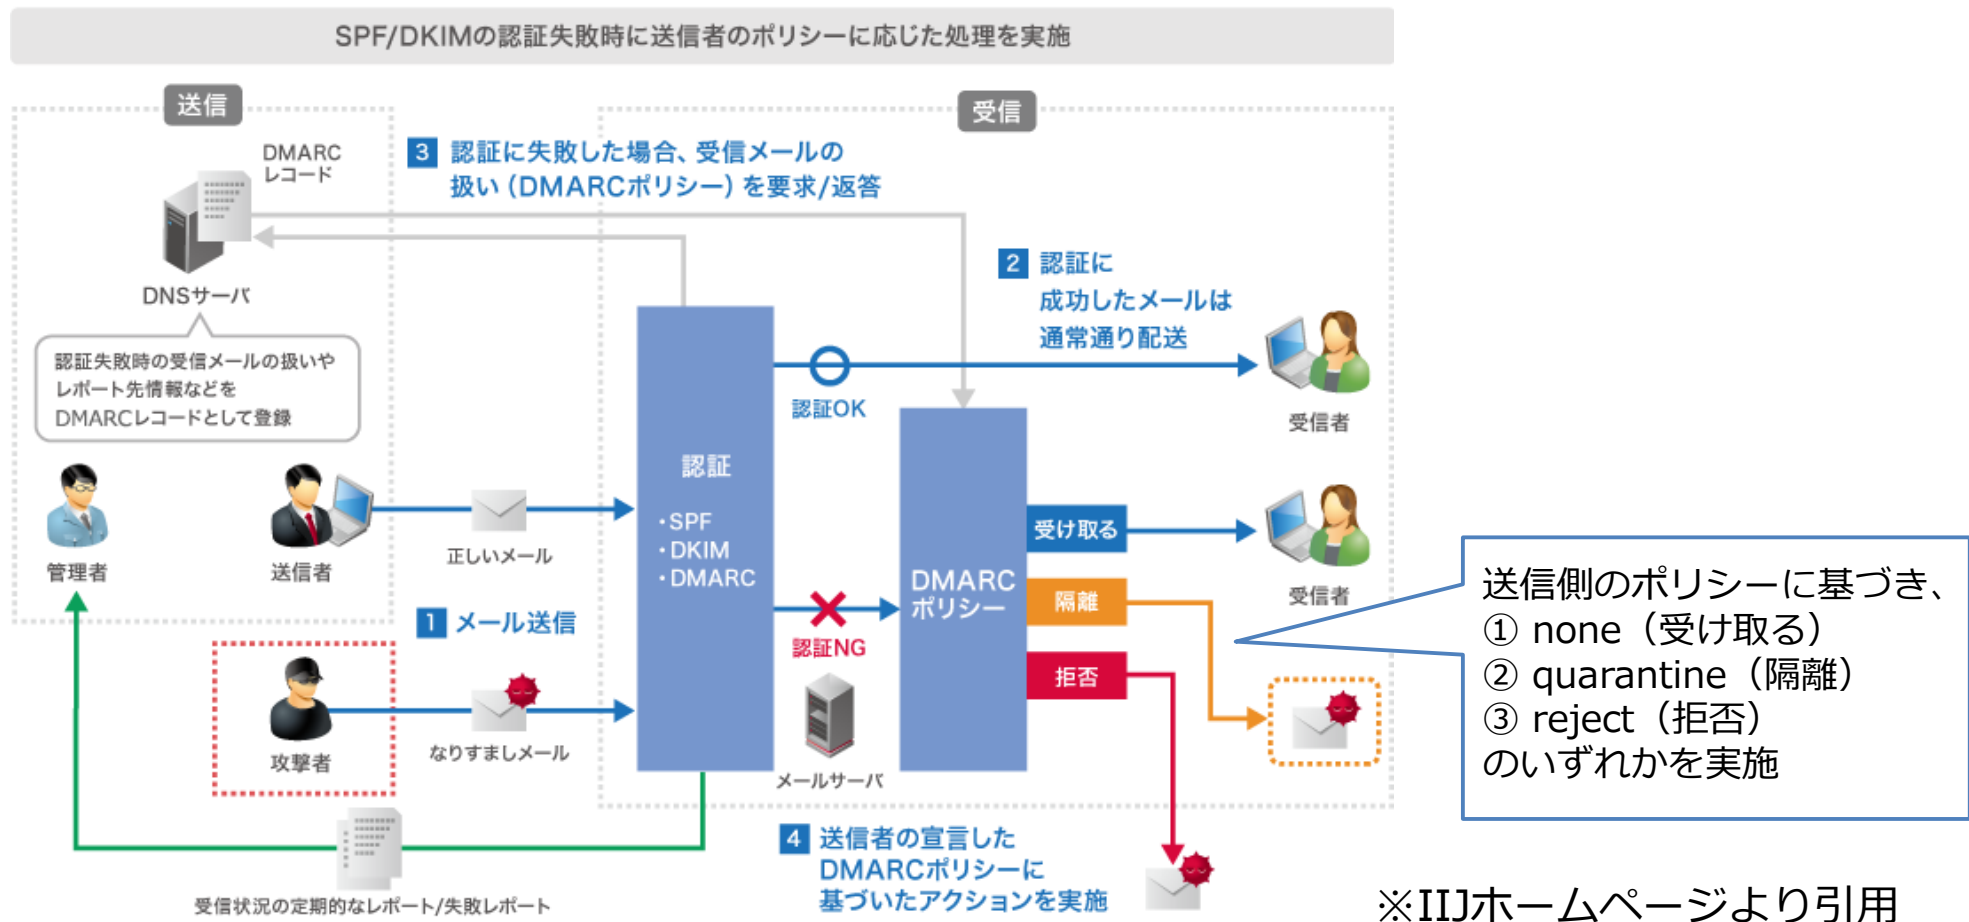 SPF/DKIMの認証失敗時に送信者のポリシーに応じた処理を実施
送信
受信
DMARC
レコード
3 認証に失敗した場合、受信メールの
扱い（DMARCポリシー）を要求/返答
DNSサーバ
認証失敗時の受信メールの扱いや
レポート先情報などを
DMARCレコードとして登録
2 認証に
成功したメールは
通常通り配送
認証OK
受信者
認証
・SPF
・DKIM
・DMARC
管理者
送信者
正しいメール
1 メール送信
認証NG
DMARC
ポリシー
受け取る
隔離
拒否
受信者
攻撃者
なりすましメール
メールサーバ
送信側のポリシーに基づき、
① none（受け取る）
② quarantine（隔離）
③ reject（拒否）
のいずれかを実施
4 送信者の宣言した
DMARCポリシーに
基づいたアクションを実施
受信状況の定期的なレポート/失敗レポート
※IIJホームページより引用